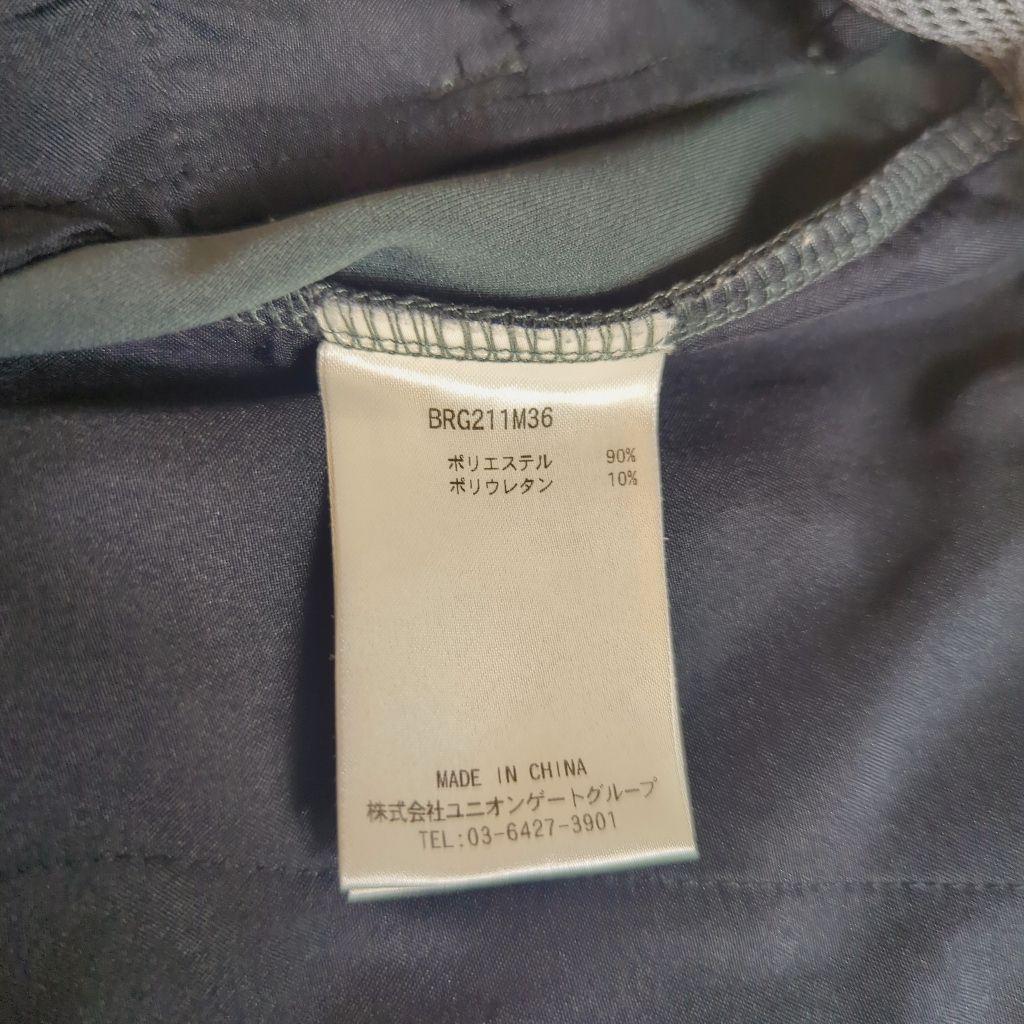 BRG211M36
ポリエステル 90%
ポリウレタン 10%
MADE IN CHINA
株式会社ユニオンゲートグループ
TEL:03-6427-3901